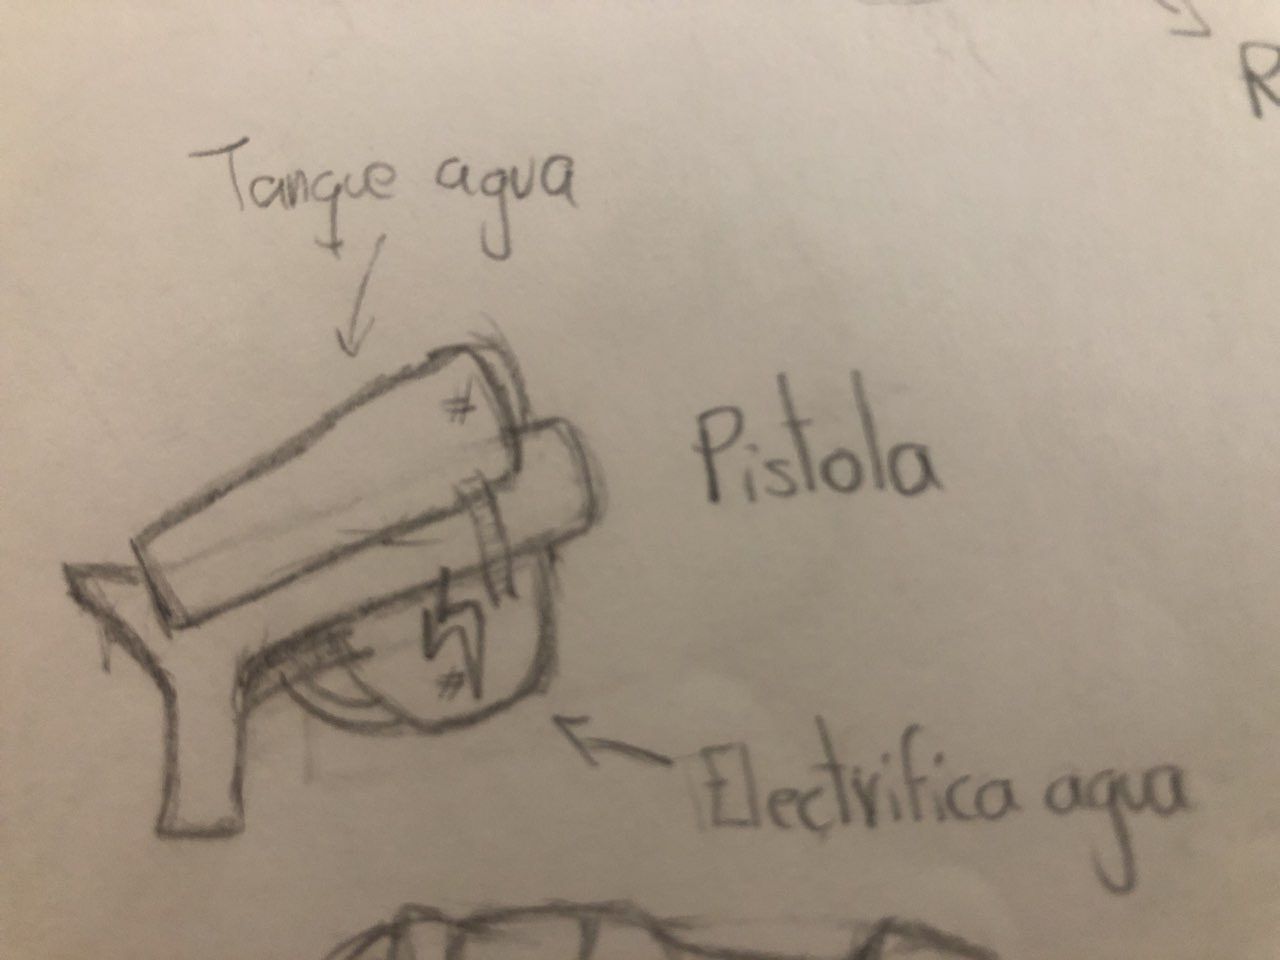 R
Tanque agua
#
Pistola
#
Electrifica agua